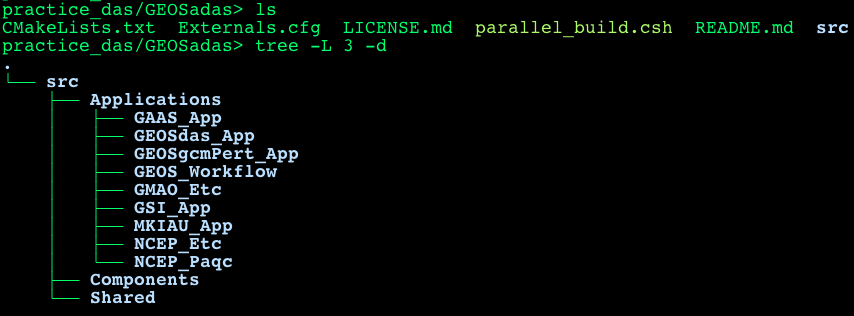 practice_das/GEOSadas> ls
CMakeLists.txt  Externals.cfg  LICENSE.md  parallel_build.csh  README.md  src
practice_das/GEOSadas> tree -L 3 -d
.
└── src
    ├── Applications
    │   ├── GAAS_App
    │   ├── GEOSdas_App
    │   ├── GEOSgcmPert_App
    │   ├── GEOS_Workflow
    │   ├── GMAO_Etc
    │   ├── GSI_App
    │   ├── MKIAU_App
    │   ├── NCEP_Etc
    │   └── NCEP_Paqc
    ├── Components
    └── Shared